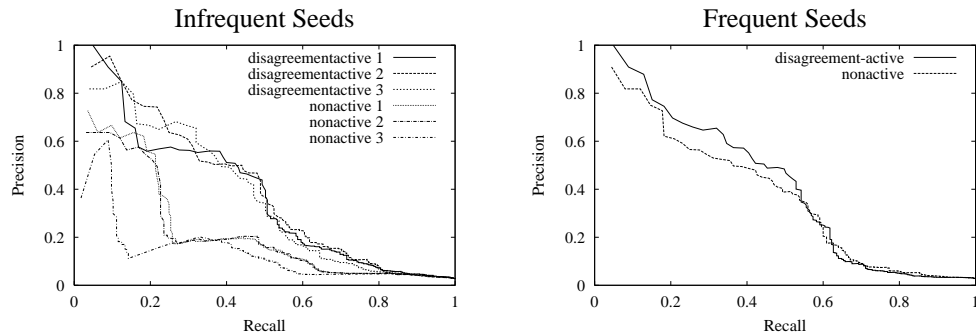 Infrequent Seeds
1
0.8
0.6
0.4
0.2
0
0
0.2
0.4
0.6
0.8
1
Precision
Recall
disagreementactive 1
disagreementactive 2
disagreementactive 3
nonactive 1
nonactive 2
nonactive 3
Frequent Seeds
1
0.8
0.6
0.4
0.2
0
0
0.2
0.4
0.6
0.8
1
Precision
Recall
disagreement-active
nonactive